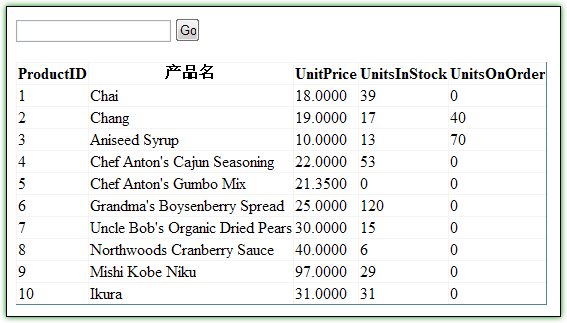 Go
ProductID 产品名 UnitPrice UnitsInStock UnitsOnOrder
1 Chai 18.0000 39 0
2 Chang 19.0000 17 40
3 Aniseed Syrup 10.0000 13 70
4 Chef Anton's Cajun Seasoning 22.0000 53 0
5 Chef Anton's Gumbo Mix 21.3500 0 0
6 Grandma's Boysenberry Spread 25.0000 120 0
7 Uncle Bob's Organic Dried Pears 30.0000 15 0
8 Northwoods Cranberry Sauce 40.0000 6 0
9 Mishi Kobe Niku 97.0000 29 0
10 Ikura 31.0000 31 0